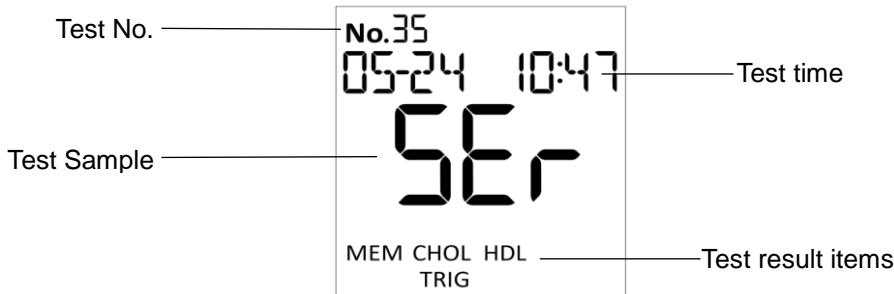 Test No.
No.35
05-24 10:47
Test time
Test Sample
SEr
MEM CHOL HDL
TRIG
Test result items